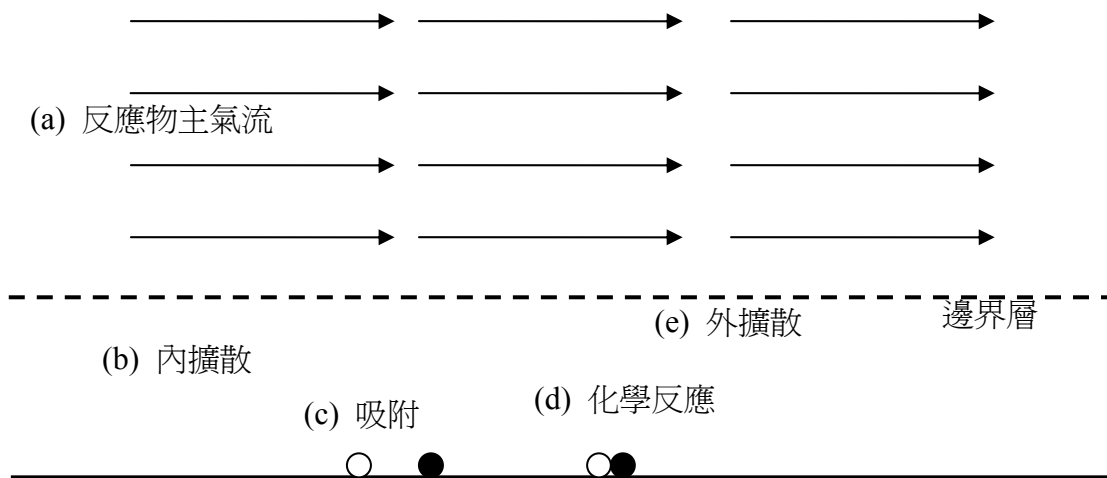 (a) 反應物主氣流
邊界層
(e) 外擴散
(b) 內擴散
(c) 吸附
(d) 化學反應